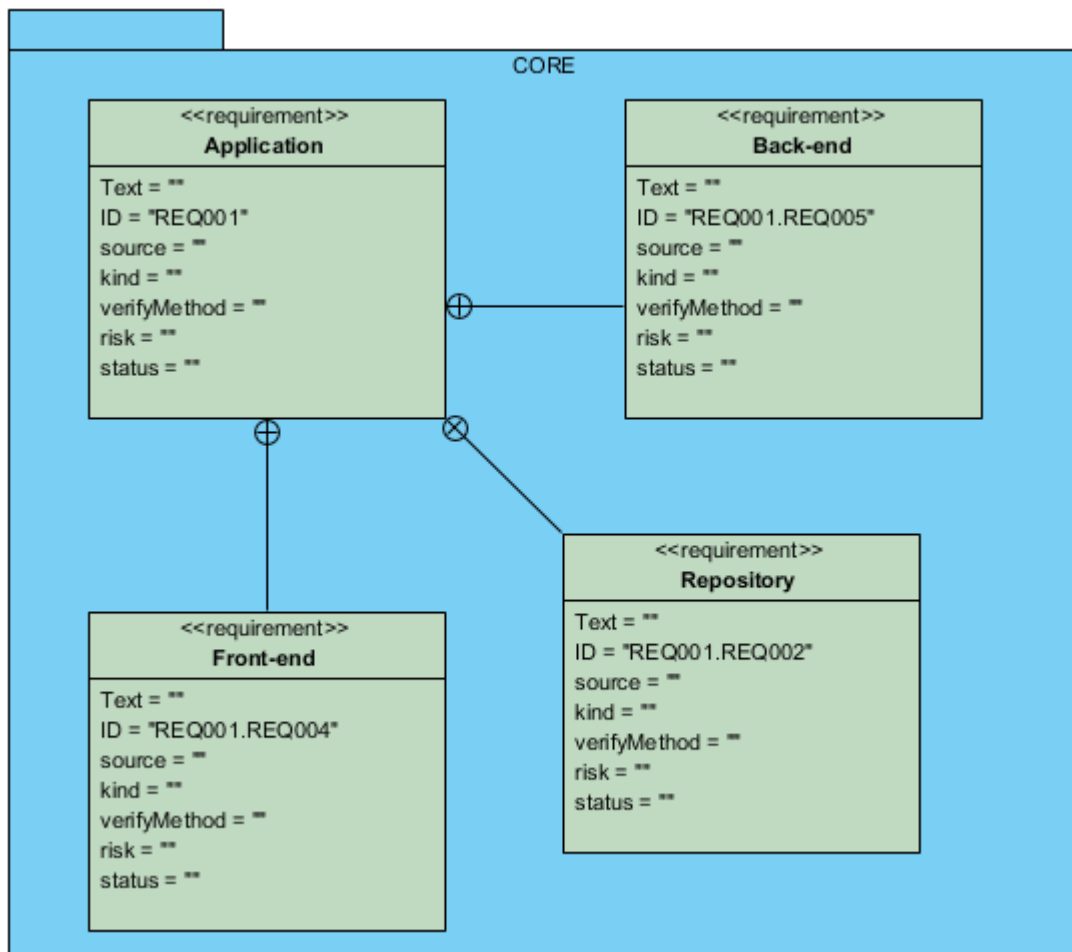 CORE
<<requirement>>
Application
Text = ""
ID = "REQ001"
source = ""
kind = ""
verifyMethod = ""
risk = ""
status = ""
<<requirement>>
Back-end
Text = ""
ID = "REQ001.REQ005"
source = ""
kind = ""
verifyMethod = ""
risk = ""
status = ""
<<requirement>>
Front-end
Text = ""
ID = "REQ001.REQ004"
source = ""
kind = ""
verifyMethod = ""
risk = ""
status = ""
<<requirement>>
Repository
Text = ""
ID = "REQ001.REQ002"
source = ""
kind = ""
verifyMethod = ""
risk = ""
status = ""